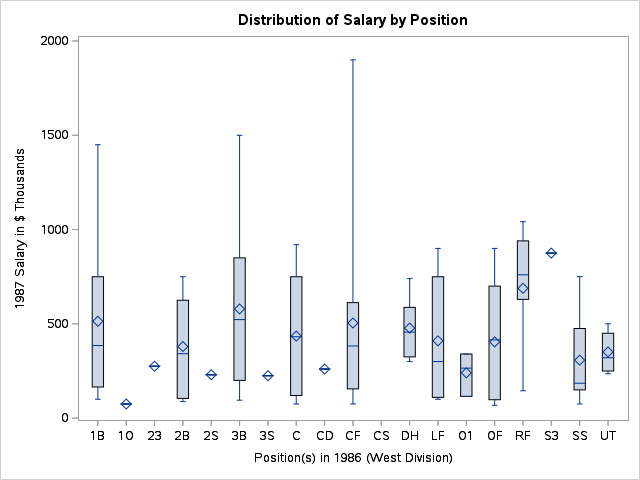 Distribution of Salary by Position
2000
1500
1000
500
0
1987 Salary in $ Thousands
1B 10 23 2B 2S 3B 3S C CD CF CS DH LF O1 OF RF S3 SS UT
Position(s) in 1986 (West Division)